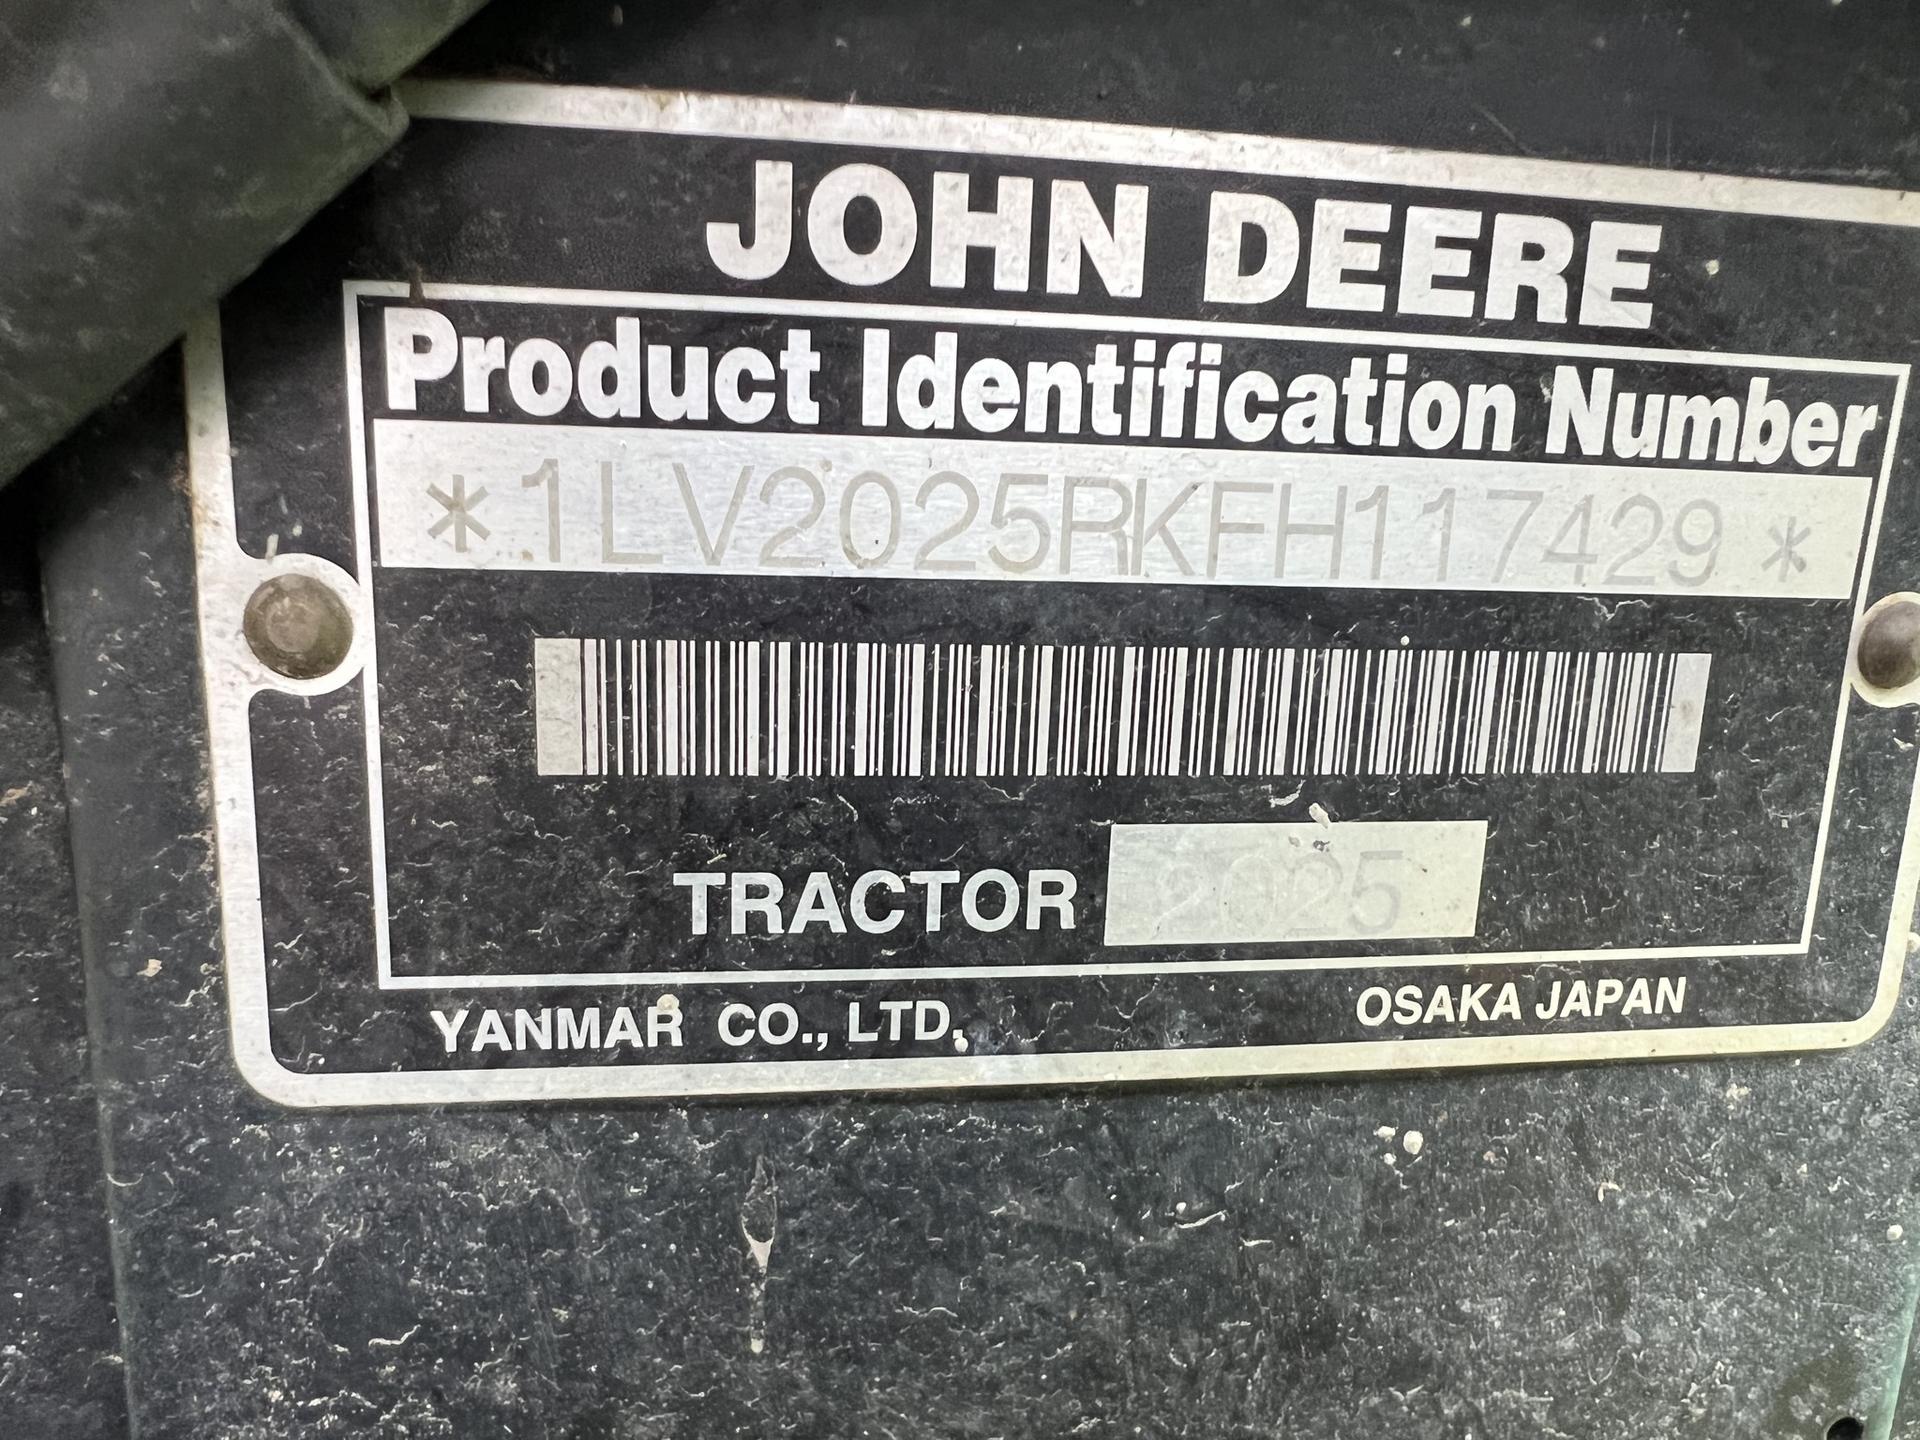 JOHN DEERE
Product Identification Number
*1LV2025RKFH117429*
TRACTOR 2025
YANMAR CO., LTD. OSAKA JAPAN